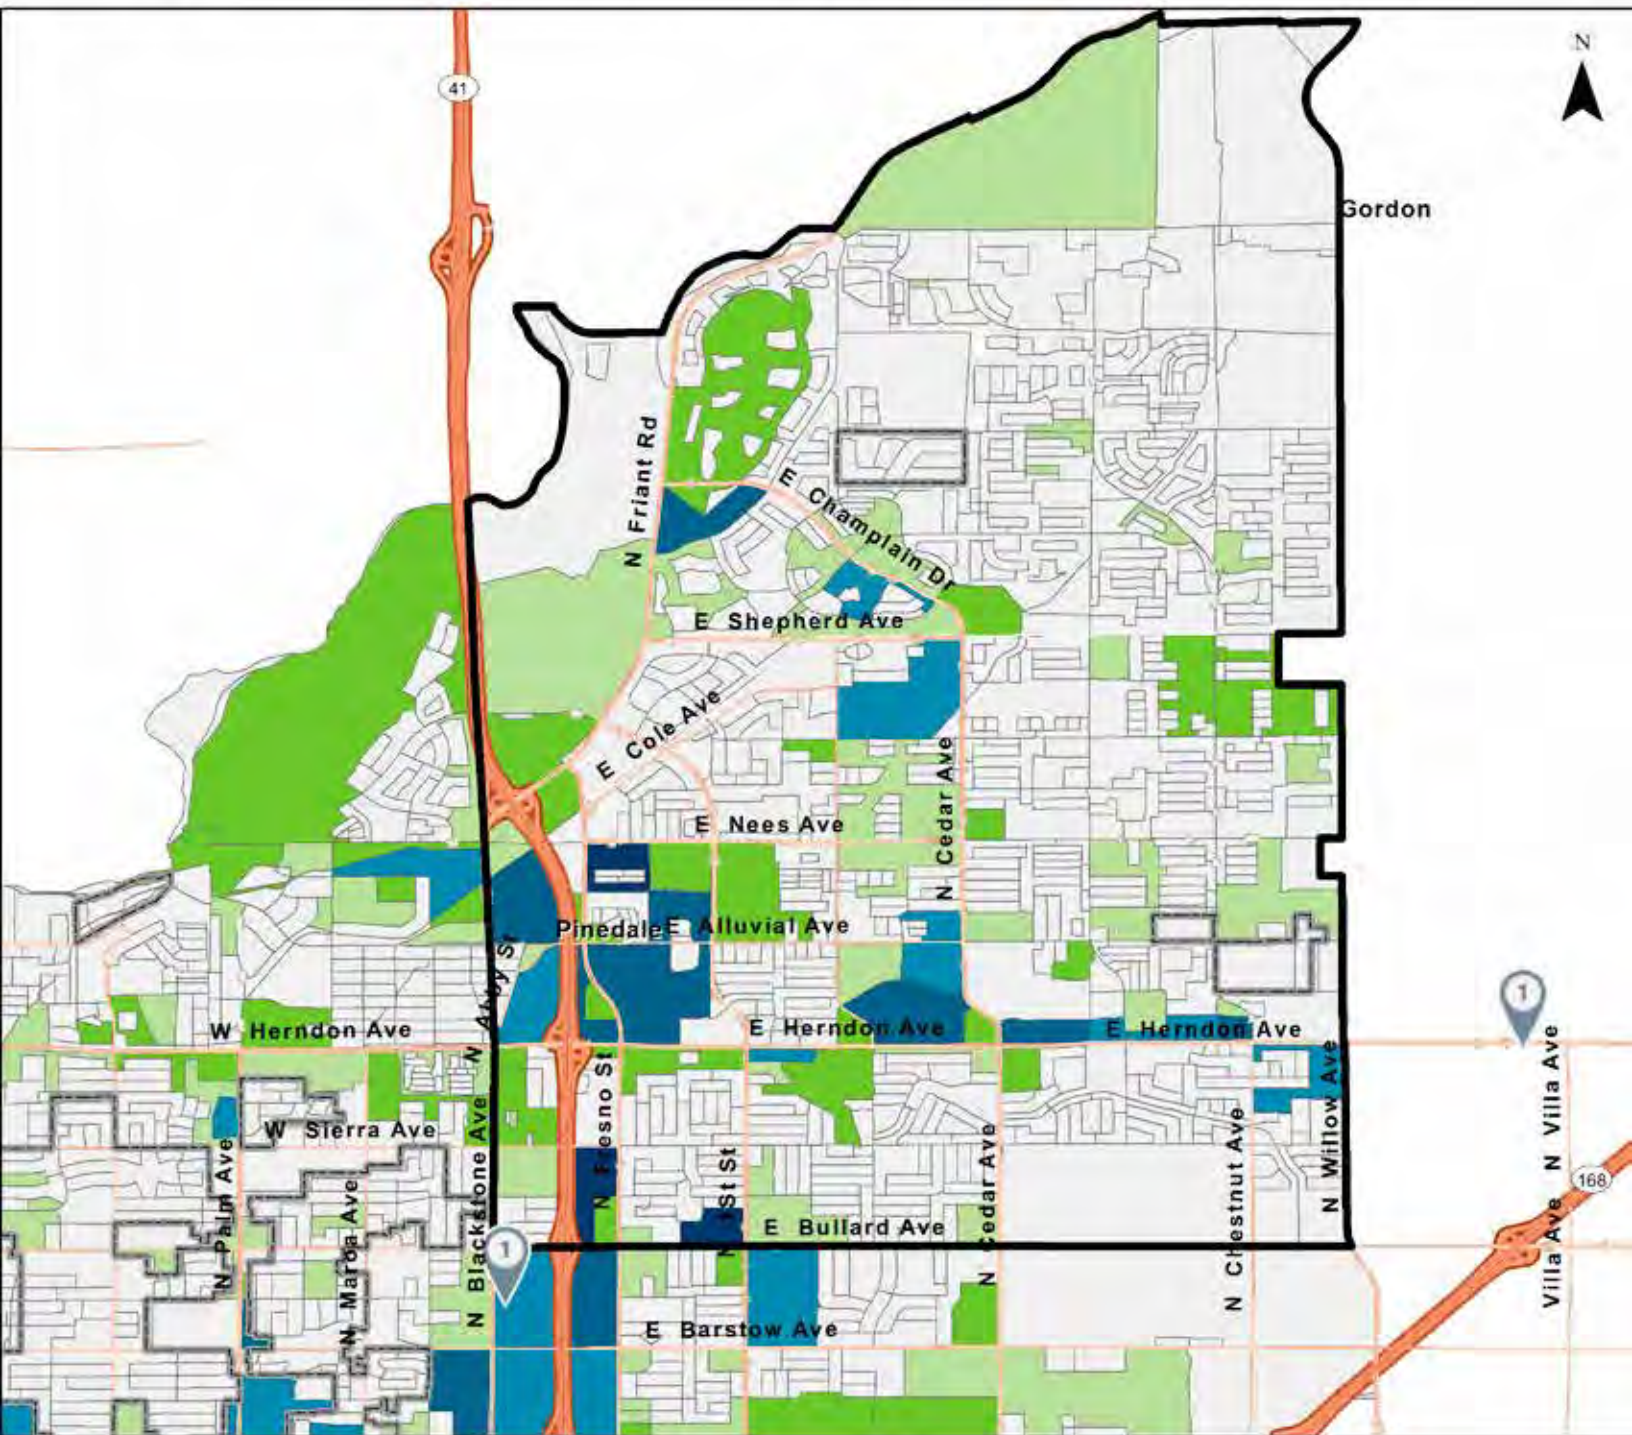 N
41
Gordon
N Friant Rd
E Champlain Dr
E Shepherd Ave
E Cole Ave
N Cedar Ave
E Nees Ave
Pinedale
E Alluvial Ave
N Abby St
1
W Herndon Ave
E Herndon Ave
E Herndon Ave
N Fresno St
N Willow Ave
N Villa Ave
W Sierra Ave
N Palm Ave
N Maroa Ave
N Blackstone Ave
N 1St St
N Cedar Ave
N Chestnut Ave
168
E Bullard Ave
1
Villa Ave
E Barstow Ave